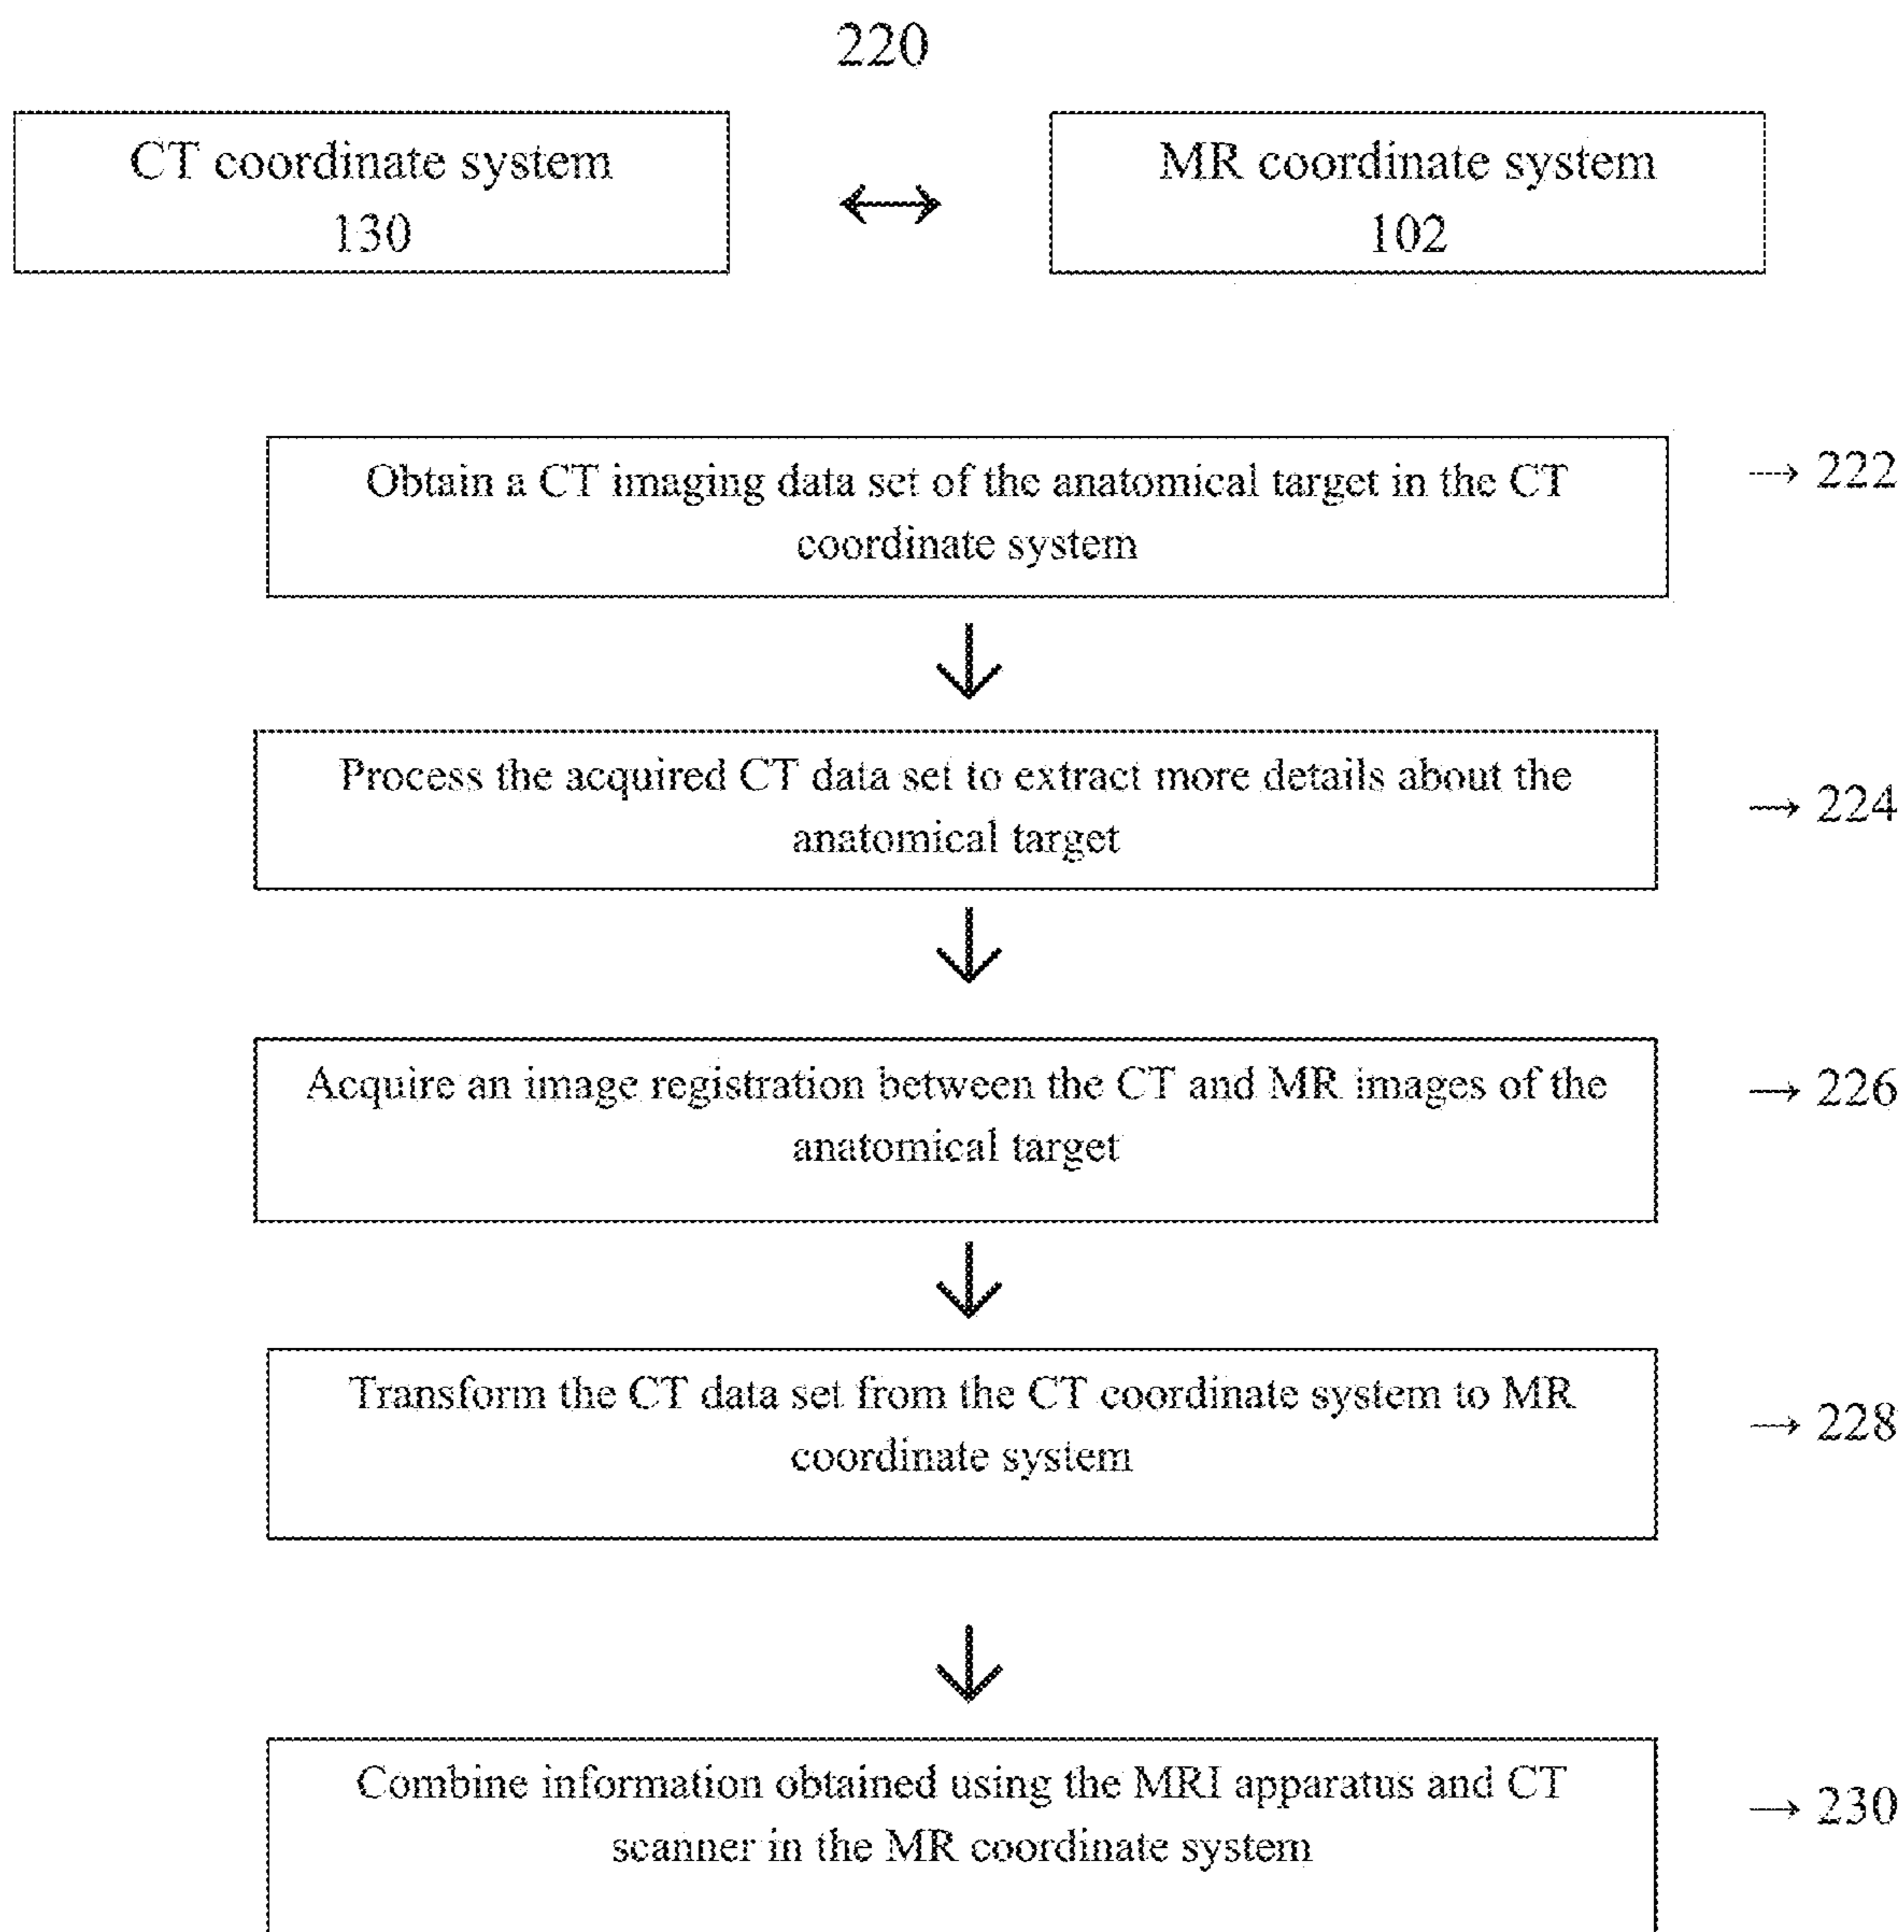 220
CT coordinate system
130
↔
MR coordinate system
102
Obtain a CT imaging data set of the anatomical target in the CT
coordinate system
→ 222
Process the acquired CT data set to extract more details about the
anatomical target
→ 224
Acquire an image registration between the CT and MR images of the
anatomical target
→ 226
Transform the CT data set from the CT coordinate system to MR
coordinate system
→ 228
Combine information obtained using the MRI apparatus and CT
scanner in the MR coordinate system
→ 230